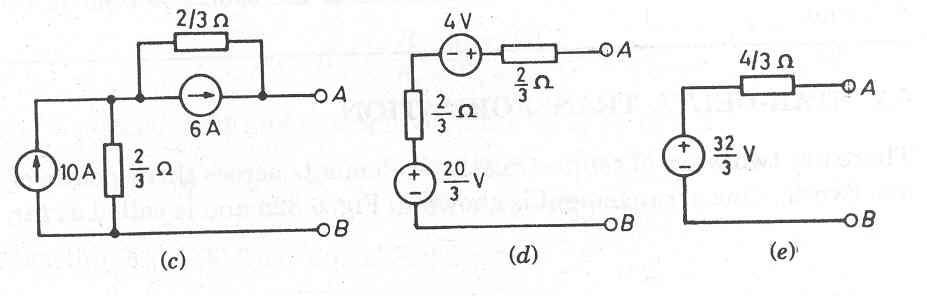 2/3 Ω
6 A
10 A
2/3 Ω
A
B
(c)
4 V
- +
2/3 Ω
A
2/3 Ω
+
-
20/3 V
B
(d)
4/3 Ω
A
+
-
32/3 V
B
(e)